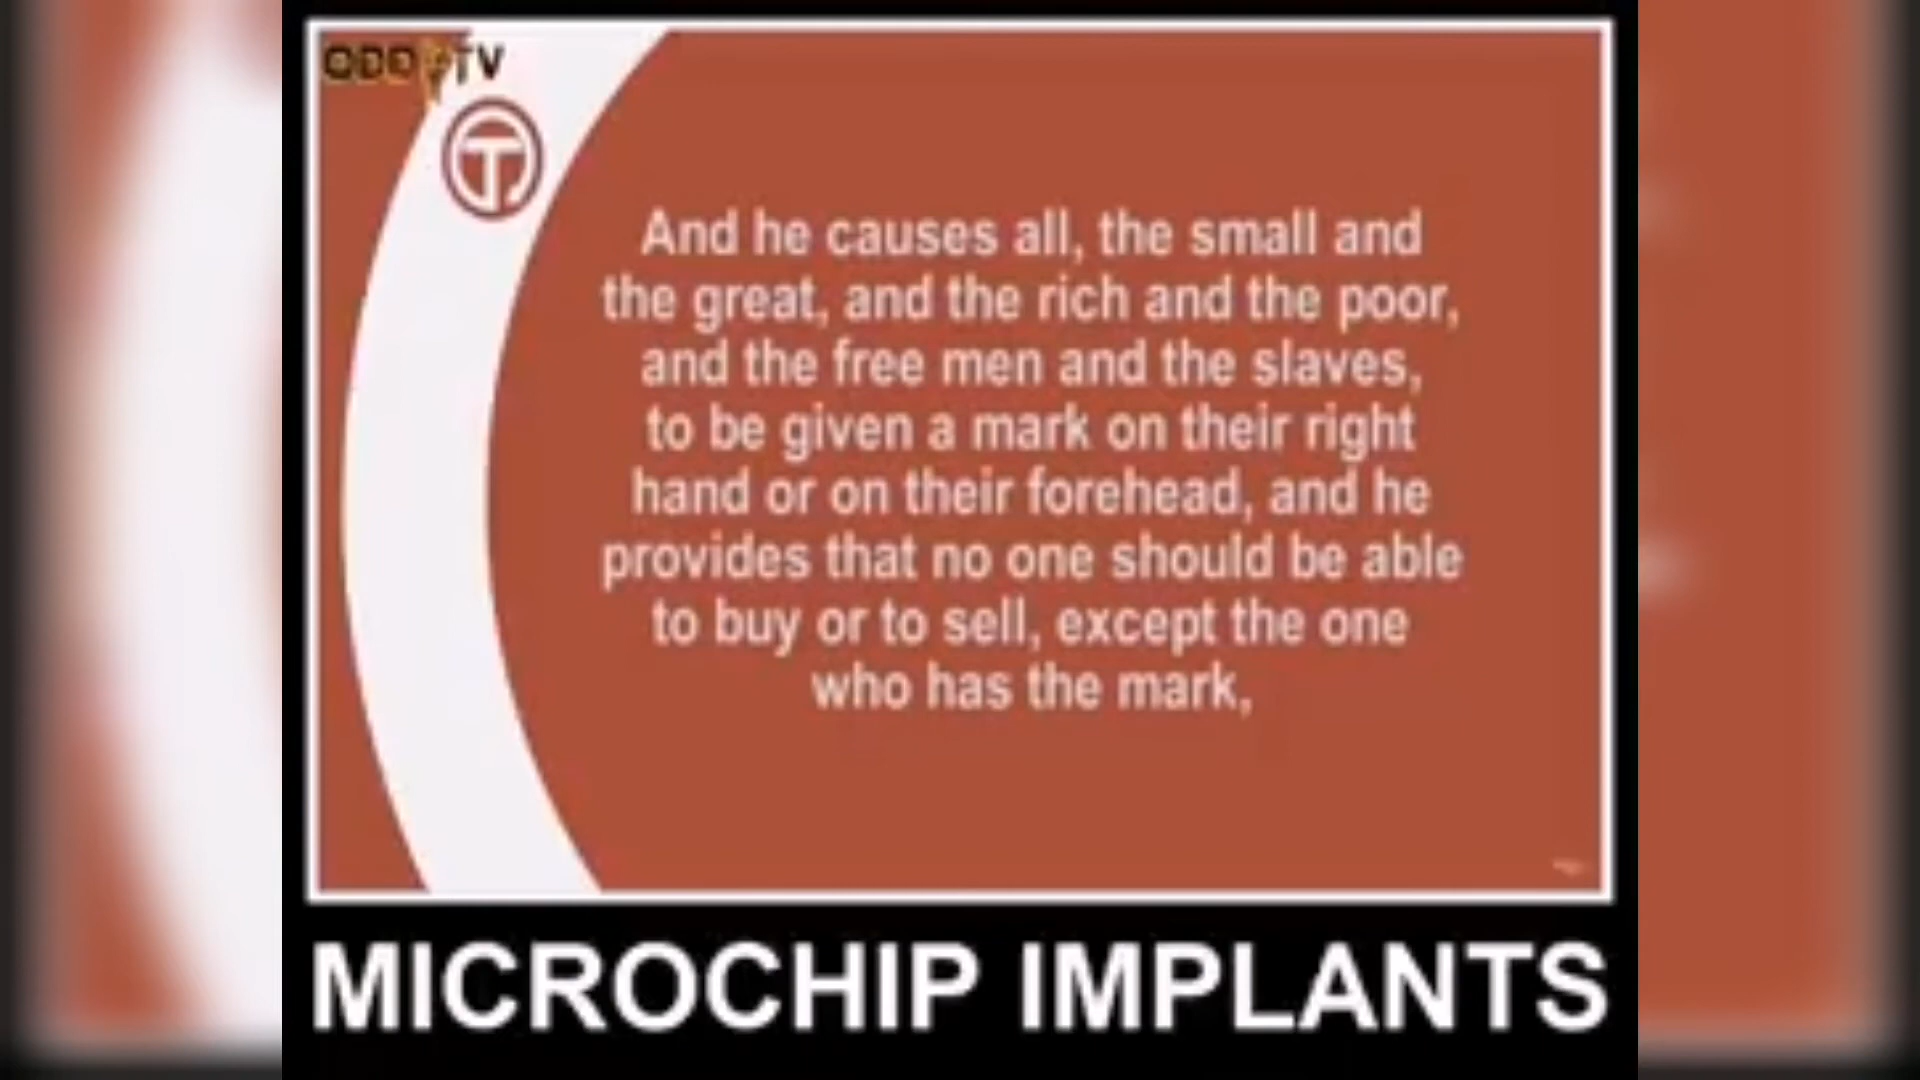 ODD TV
T
And he causes all, the small and
the great, and the rich and the poor,
and the free men and the slaves,
to be given a mark on their right
hand or on their forehead, and he
provides that no one should be able
to buy or to sell, except the one
who has the mark,
MICROCHIP IMPLANTS